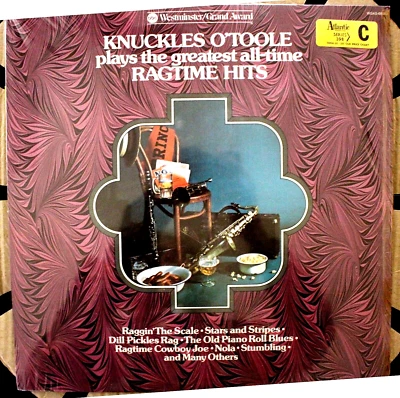 Westminster/Grand Award
KNUCKLES O'TOOLE
plays the greatest all-time
RAGTIME HITS
Atlantic
C
Raggin' The Scale • Stars and Stripes •
Dill Pickles Rag • The Old Piano Roll Blues •
Ragtime Cowboy Joe • Nola • Stumbling •
and Many Others